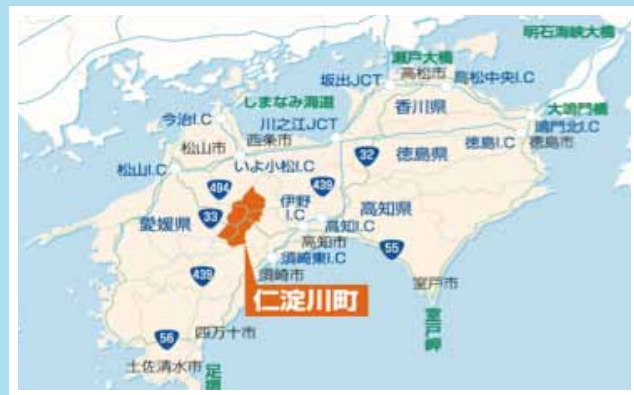 明石海峡大橋
瀬戸大橋
坂出JCT
高松市
高松中央I.C
しまなみ海道
香川県
大鳴門橋
今治I.C
川之江JCT
鳴門北I.C
松山市
西条市
32
徳島県
徳島I.C
徳島市
松山I.C
いよ小松I.C
494
439
伊野
I.C
高知県
33
愛媛県
高知I.C
高知市
55
須崎東I.C
439
須崎市
室戸市
仁淀川町
56
四万十市
室戸岬
土佐清水市
足摺